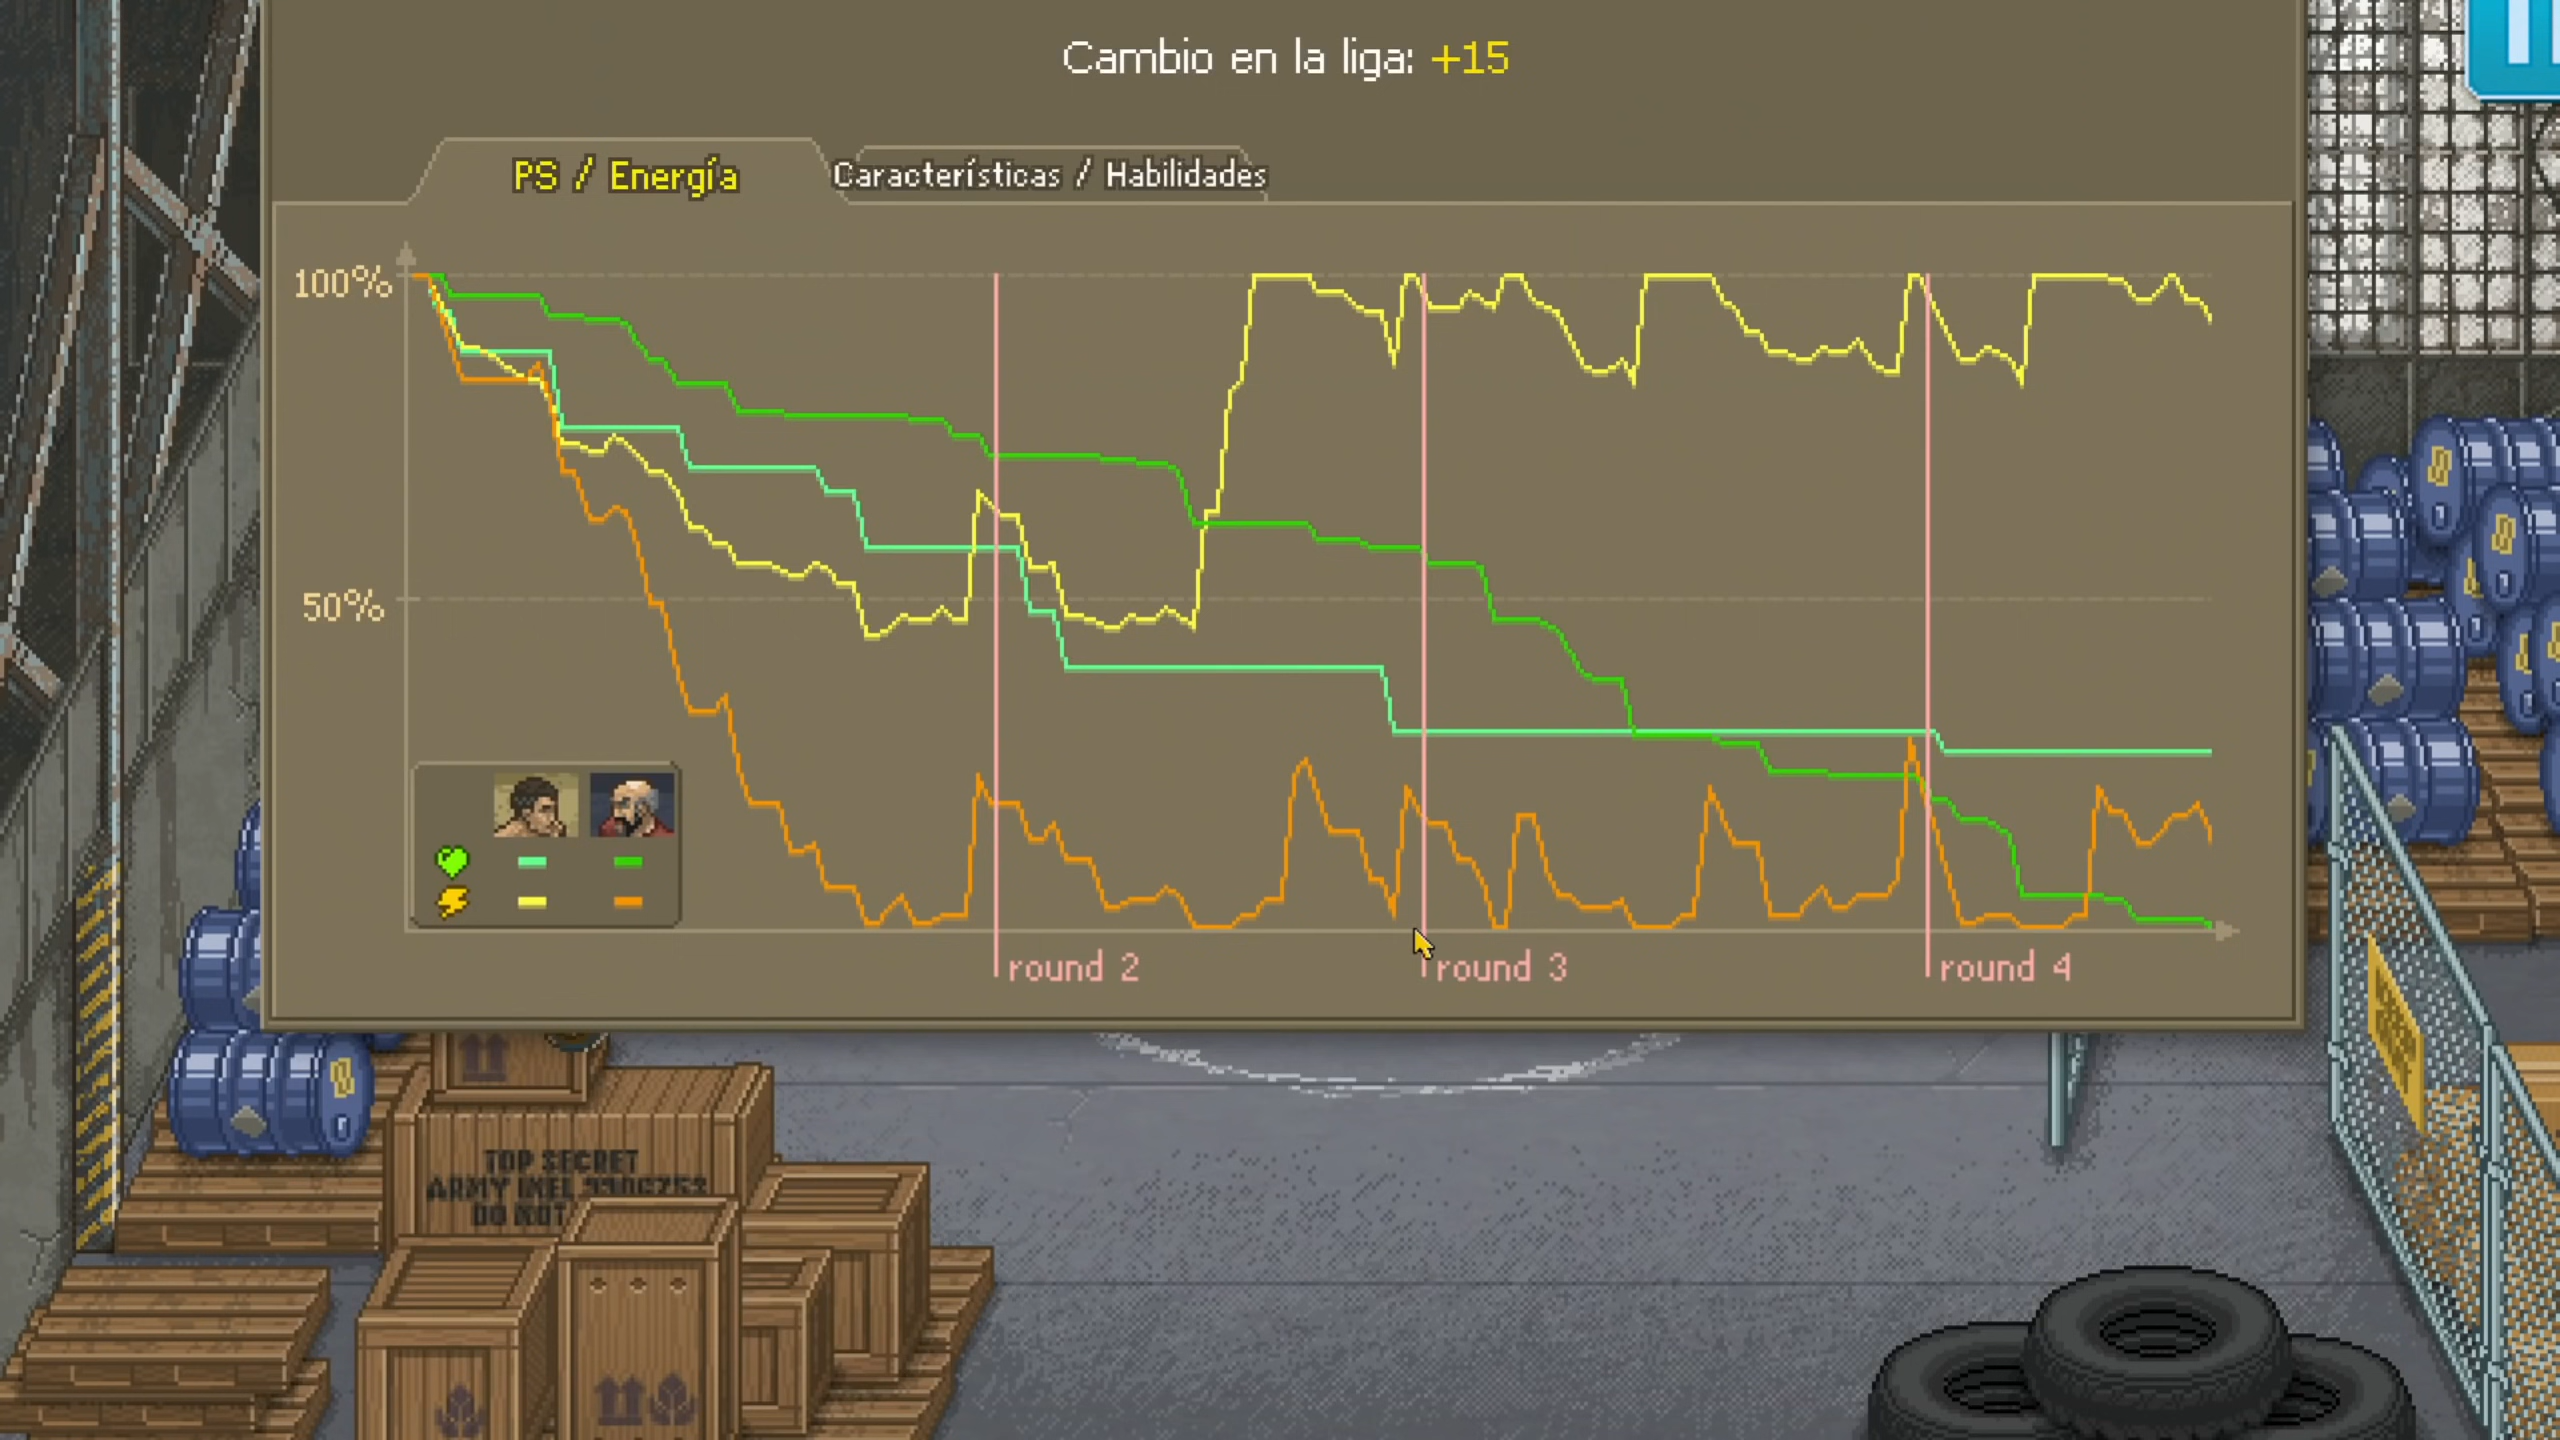 Cambio en la liga: +15
PS / Energía
Características / Habilidades
100%
50%
round 2
round 3
round 4
TOP SECRET
ARMY
DO NOT